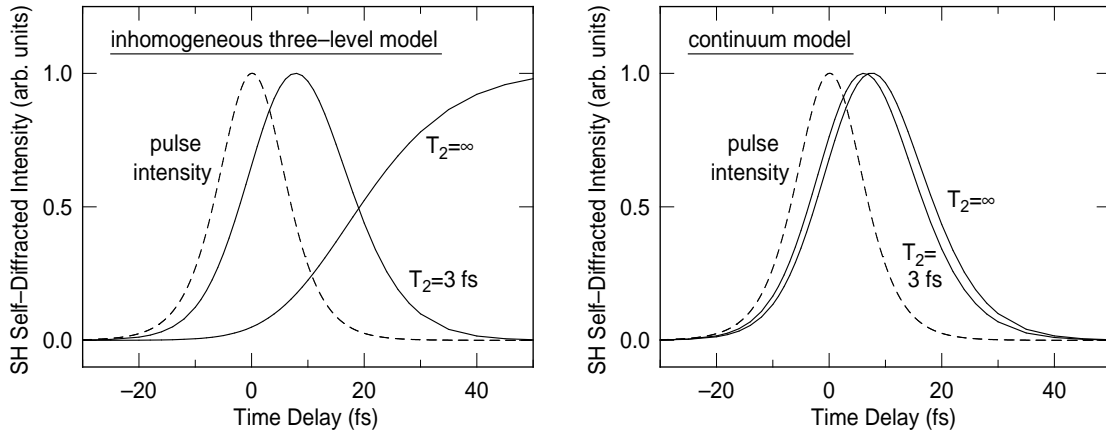 SH Self–Diffracted Intensity (arb. units)
inhomogeneous three–level model
1.0
0.5
0.0
pulse
intensity
T₂=∞
T₂=3 fs
–20
0
20
40
Time Delay (fs)
SH Self–Diffracted Intensity (arb. units)
continuum model
1.0
0.5
0.0
pulse
intensity
T₂=∞
T₂=
3 fs
–20
0
20
40
Time Delay (fs)